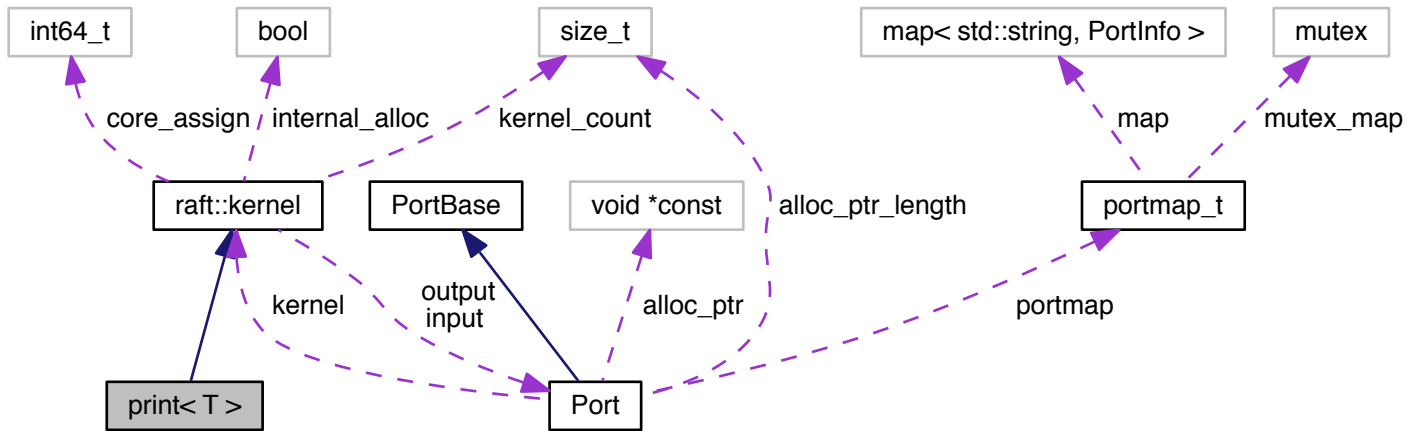 int64_t
bool
size_t
map< std::string, PortInfo >
mutex
core_assign
internal_alloc
kernel_count
map
mutex_map
raft::kernel
PortBase
void *const
alloc_ptr_length
portmap_t
kernel
output
input
alloc_ptr
portmap
print< T >
Port